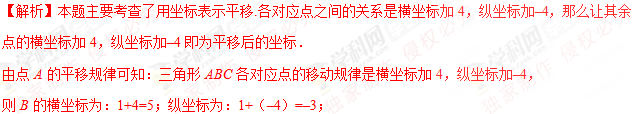 【解析】本题主要考查了用坐标表示平移.各对应点之间的关系是横坐标加 4，纵坐标加–4，那么让其余
点的横坐标加 4，纵坐标加–4 即为平移后的坐标．
由点 A 的平移规律可知：三角形 ABC 各对应点的移动规律是横坐标加 4，纵坐标加–4，
则 B 的横坐标为：1+4=5；纵坐标为：1+（–4）=–3；